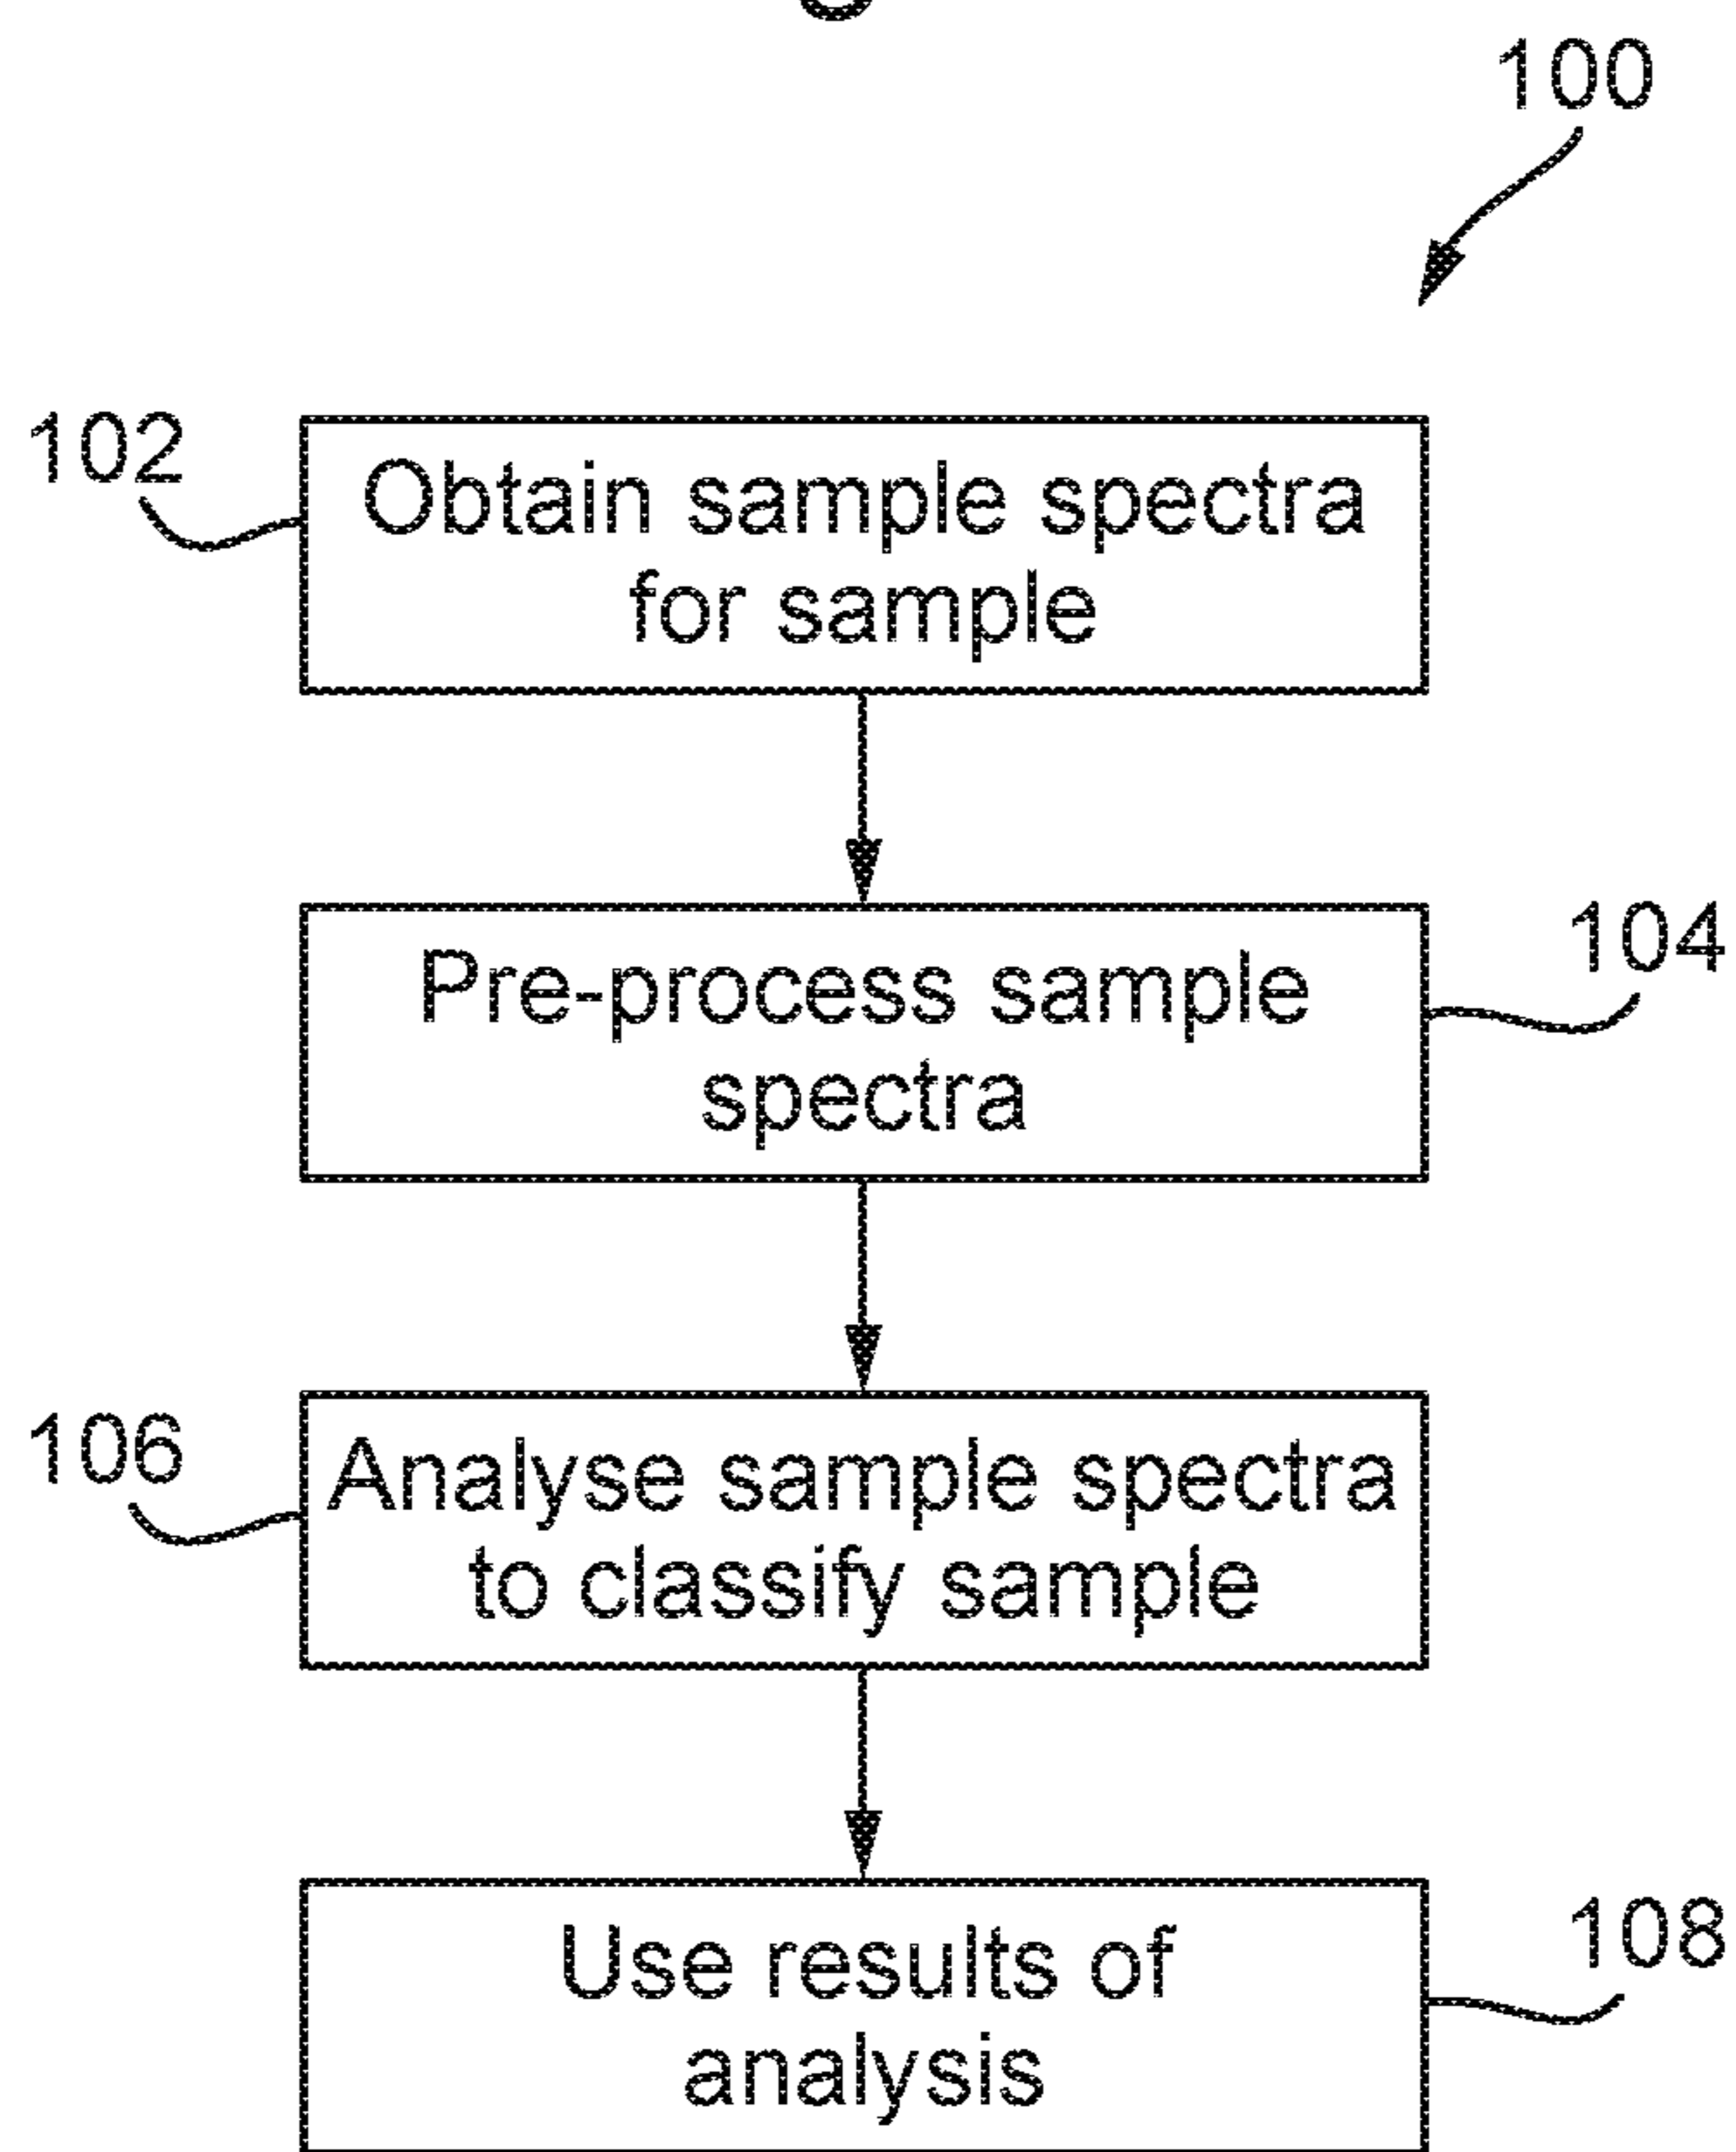 100
102
Obtain sample spectra
for sample
Pre-process sample
spectra
104
106
Analyse sample spectra
to classify sample
Use results of
analysis
108